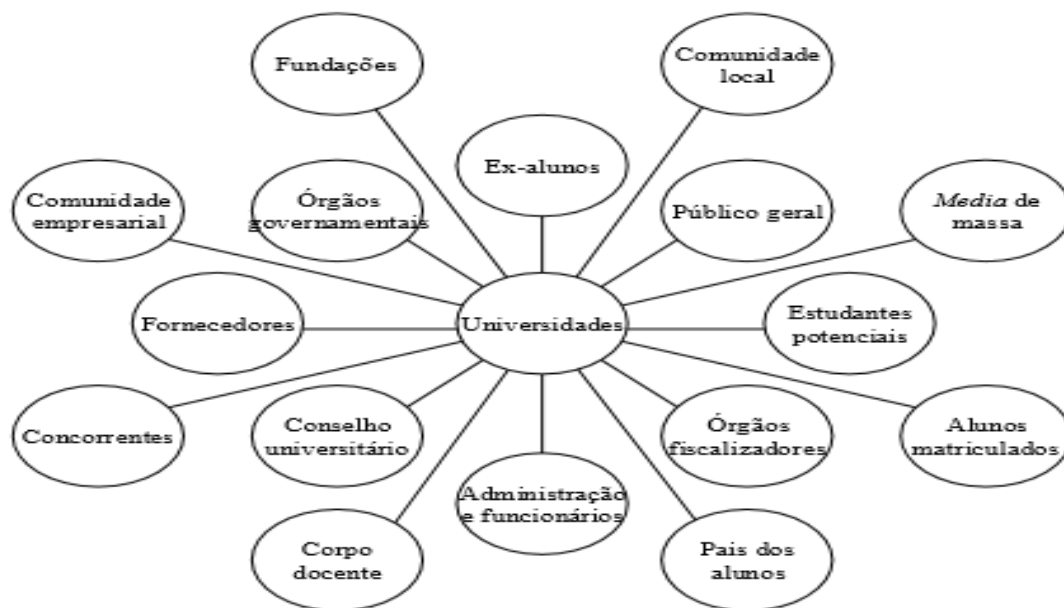 Fundações
Comunidade
local
Ex-alunos
Comunidade
empresarial
Órgãos
governamentais
Público geral
Media de
massa
Fornecedores
Universidades
Estudantes
potenciais
Concorrentes
Conselho
universitário
Órgãos
fiscalizadores
Alunos
matriculados
Administração
e funcionários
Corpo
docente
Pais dos
alunos